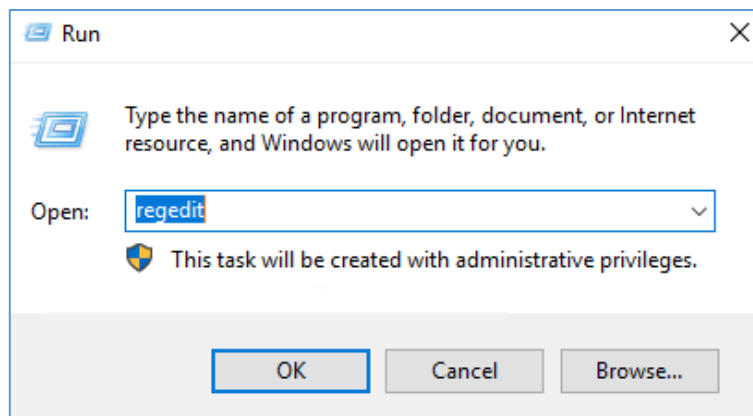 Run
Type the name of a program, folder, document, or Internet
resource, and Windows will open it for you.
Open: regedit
This task will be created with administrative privileges.
OK Cancel Browse...